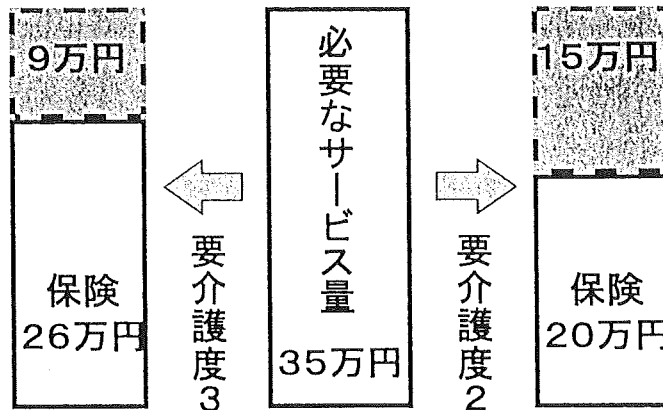 9万円
保険
26万円
要介護度3
必要なサービス量
35万円
要介護度2
15万円
保険
20万円